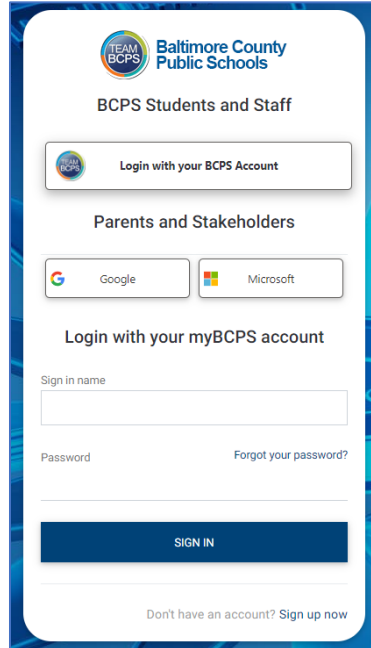 TEAM
BCPS
Baltimore County
Public Schools
BCPS Students and Staff
TEAM
BCPS
Login with your BCPS Account
Parents and Stakeholders
Google
Microsoft
Login with your myBCPS account
Sign in name
Password
Forgot your password?
SIGN IN
Don't have an account? Sign up now